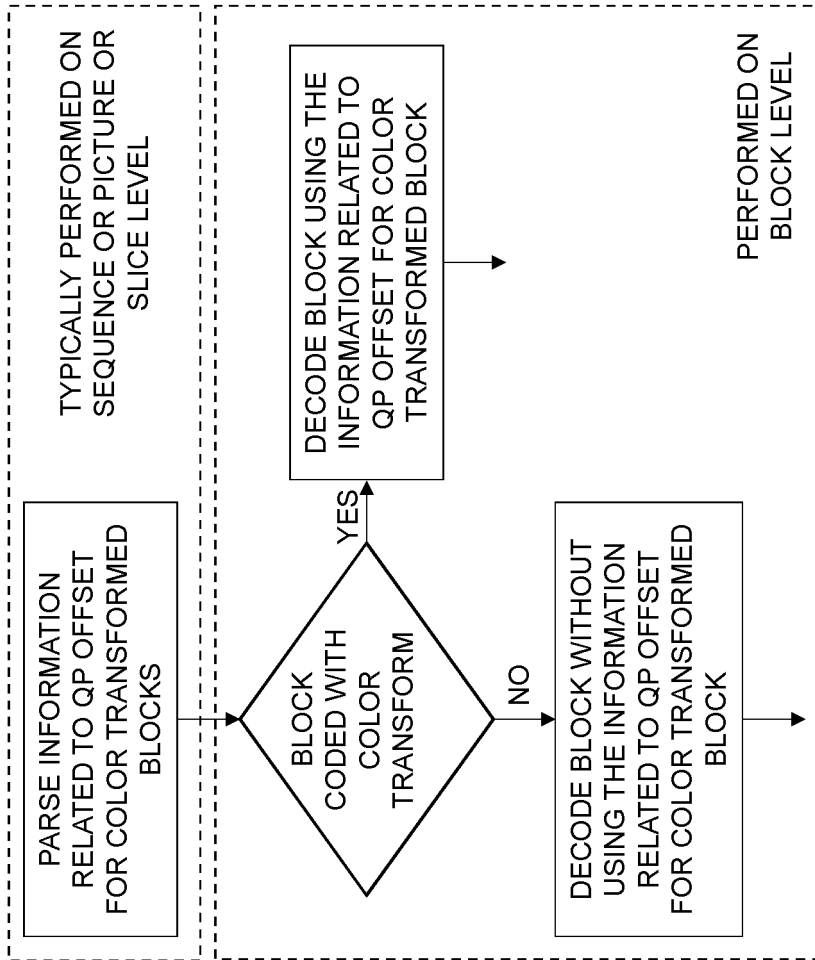 PARSE INFORMATION
RELATED TO QP OFFSET
FOR COLOR TRANSFORMED
BLOCKS
TYPICALLY PERFORMED ON
SEQUENCE OR PICTURE OR
SLICE LEVEL
BLOCK
CODED WITH
COLOR
TRANSFORM
YES
DECODE BLOCK USING THE
INFORMATION RELATED TO
QP OFFSET FOR COLOR
TRANSFORMED BLOCK
NO
DECODE BLOCK WITHOUT
USING THE INFORMATION
RELATED TO QP OFFSET
FOR COLOR TRANSFORMED
BLOCK
PERFORMED ON
BLOCK LEVEL